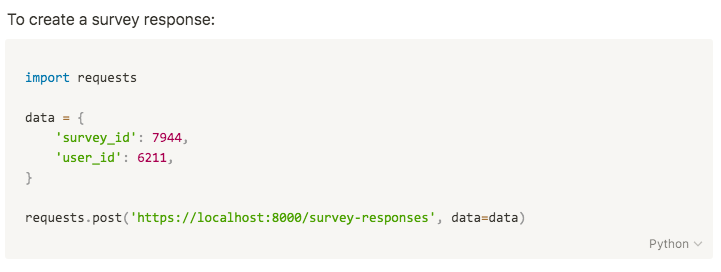 To create a survey response:
import requests
data = {
    'survey_id': 7944,
    'user_id': 6211,
}
requests.post('https://localhost:8000/survey-responses', data=data)
Python